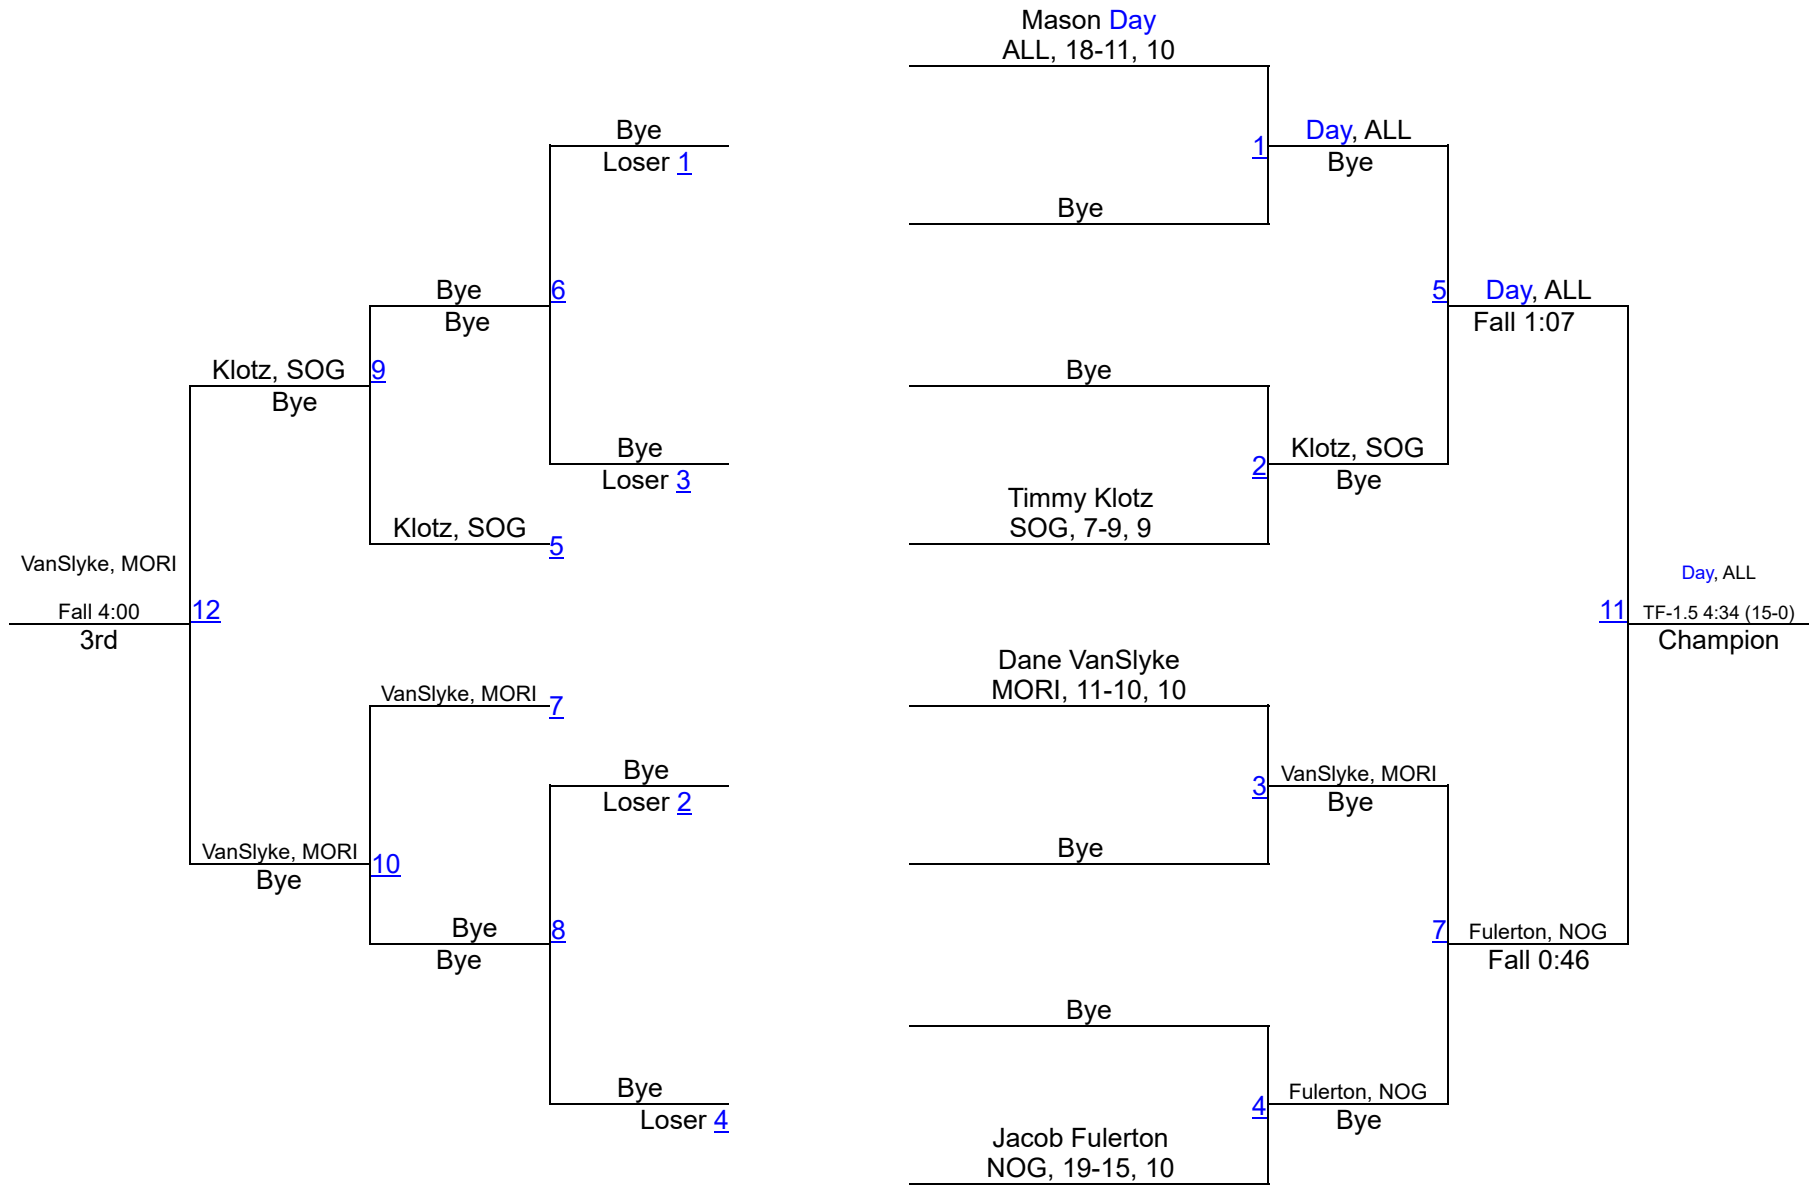 Mason Day
ALL, 18-11, 10
Bye
Loser 1
1
Day, ALL
Bye
Bye
Bye
Bye
6
5
Day, ALL
Fall 1:07
Klotz, SOG
Bye
9
Bye
Bye
Loser 3
2
Klotz, SOG
Bye
Timmy Klotz
SOG, 7-9, 9
Klotz, SOG
5
VanSlyke, MORI
Fall 4:00
3rd
12
Day, ALL
11
TF-1.5 4:34 (15-0)
Champion
Dane VanSlyke
MORI, 11-10, 10
VanSlyke, MORI
7
Bye
Loser 2
3
VanSlyke, MORI
Bye
VanSlyke, MORI
Bye
10
Bye
Bye
Bye
8
7
Fulerton, NOG
Fall 0:46
Bye
Bye
Loser 4
4
Fulerton, NOG
Bye
Jacob Fulerton
NOG, 19-15, 10